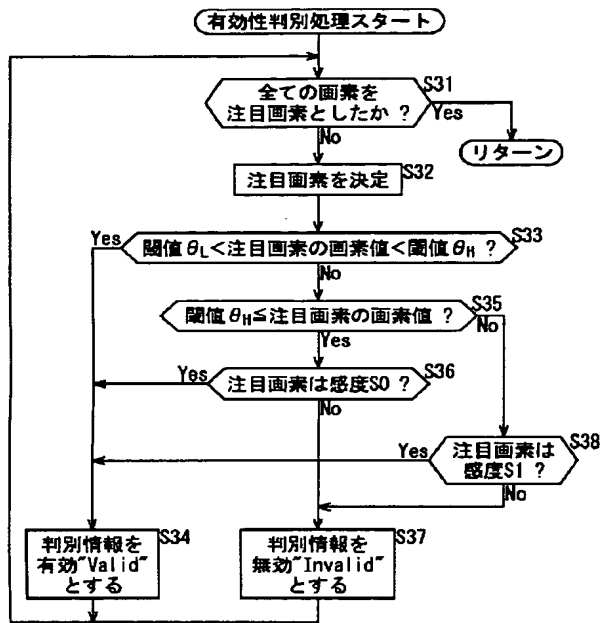 有効性判別処理スタート
全ての画素を
注目画素としたか ?
S31
Yes
No
リターン
注目画素を決定
S32
Yes
閾値θL<注目画素の画素値<閾値θH ?
S33
No
閾値θH≦注目画素の画素値 ?
S35
No
Yes
Yes
注目画素は感度S0 ?
S36
No
Yes
注目画素は
感度S1 ?
S38
No
判別情報を
有効"Valid"
とする
S34
判別情報を
無効"Invalid"
とする
S37